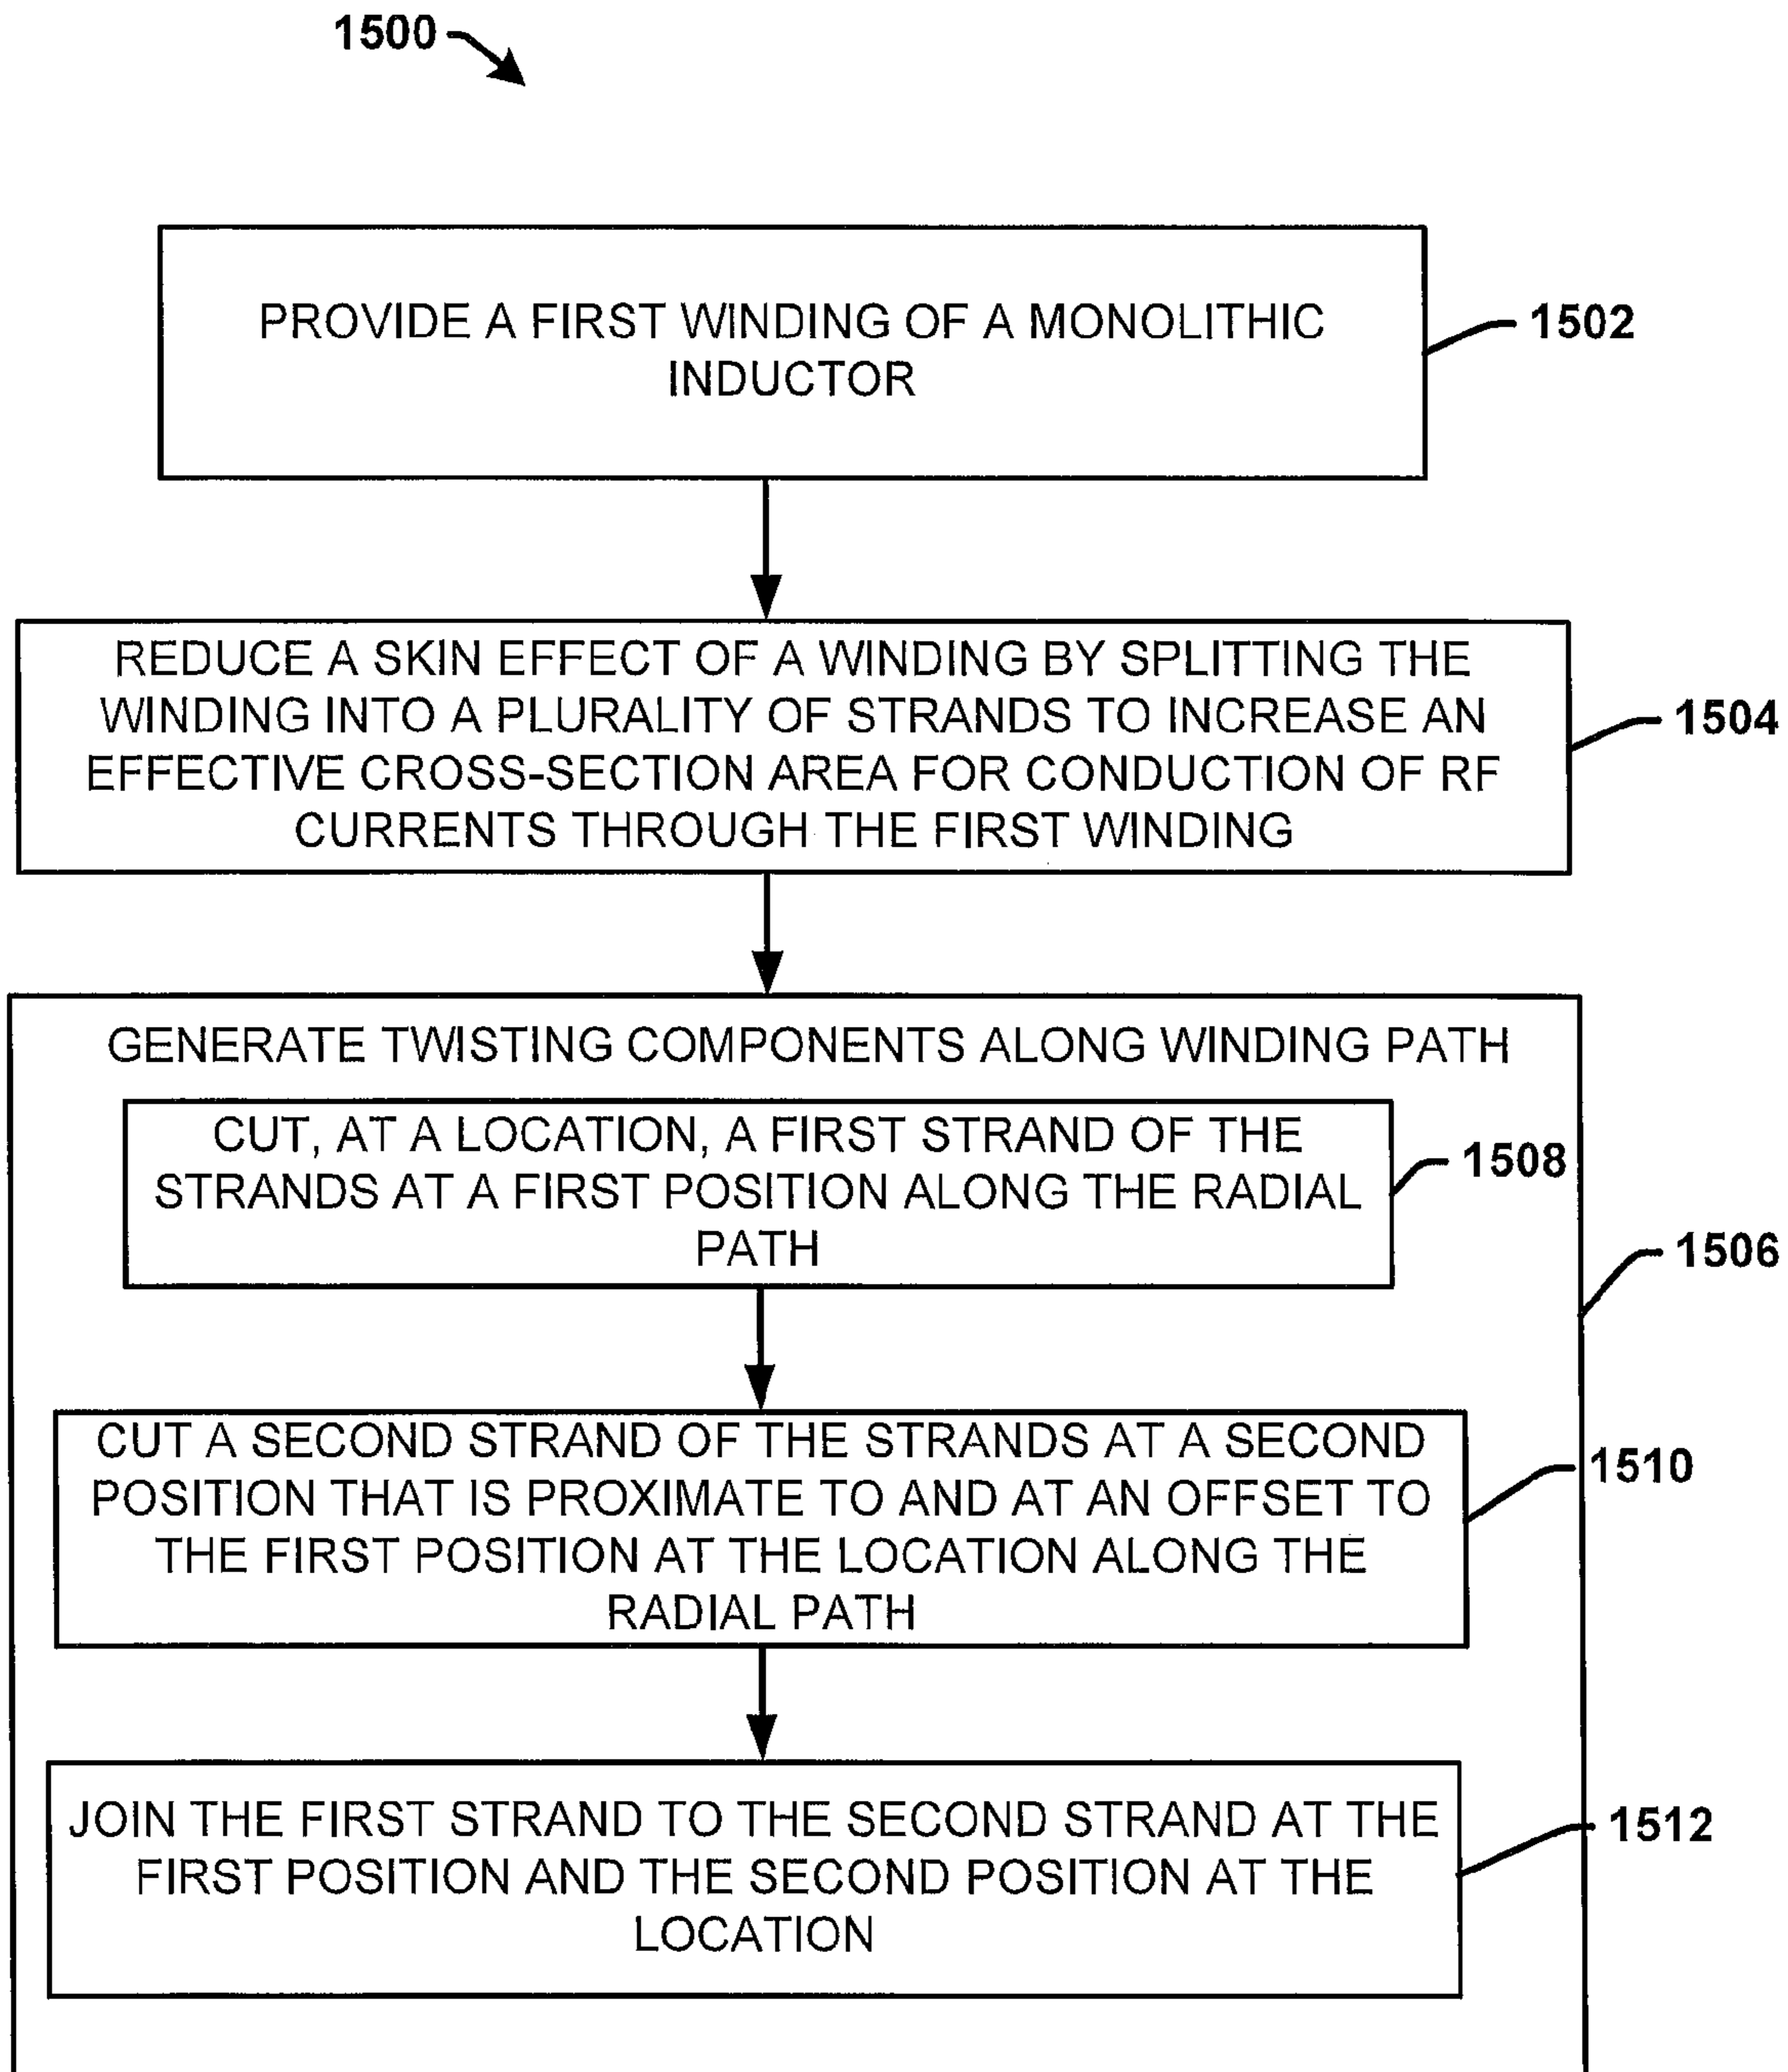 1500
PROVIDE A FIRST WINDING OF A MONOLITHIC
INDUCTOR
1502
REDUCE A SKIN EFFECT OF A WINDING BY SPLITTING THE
WINDING INTO A PLURALITY OF STRANDS TO INCREASE AN
EFFECTIVE CROSS-SECTION AREA FOR CONDUCTION OF RF
CURRENTS THROUGH THE FIRST WINDING
1504
GENERATE TWISTING COMPONENTS ALONG WINDING PATH
CUT, AT A LOCATION, A FIRST STRAND OF THE
STRANDS AT A FIRST POSITION ALONG THE RADIAL
PATH
1508
1506
CUT A SECOND STRAND OF THE STRANDS AT A SECOND
POSITION THAT IS PROXIMATE TO AND AT AN OFFSET TO
THE FIRST POSITION AT THE LOCATION ALONG THE
RADIAL PATH
1510
JOIN THE FIRST STRAND TO THE SECOND STRAND AT THE
FIRST POSITION AND THE SECOND POSITION AT THE
LOCATION
1512